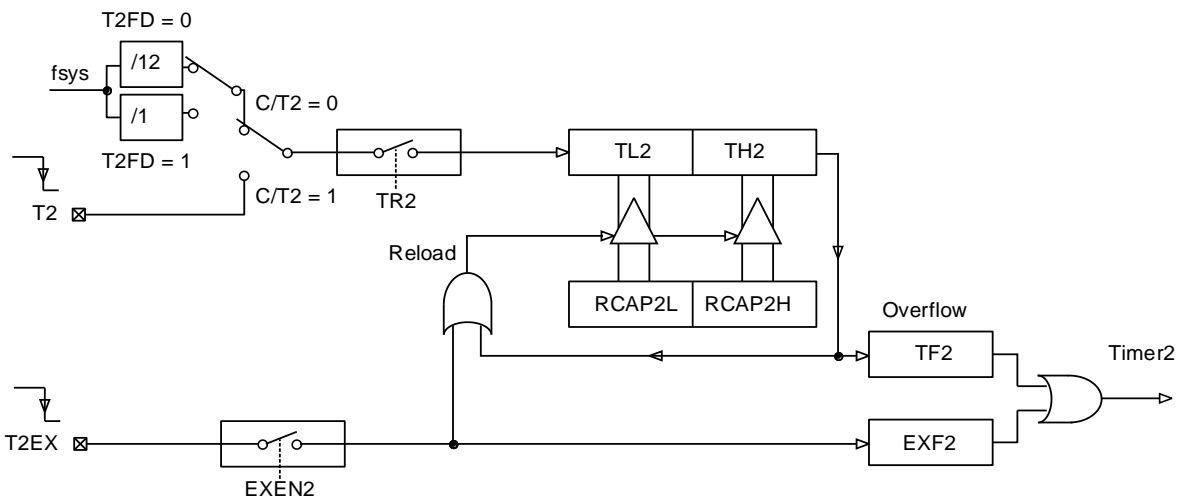 T2FD = 0
/12
fsys
C/T2 = 0
/1
T2FD = 1
TL2
TH2
C/T2 = 1
TR2
T2
Reload
RCAP2L
RCAP2H
Overflow
TF2
Timer2
T2EX
EXF2
EXEN2